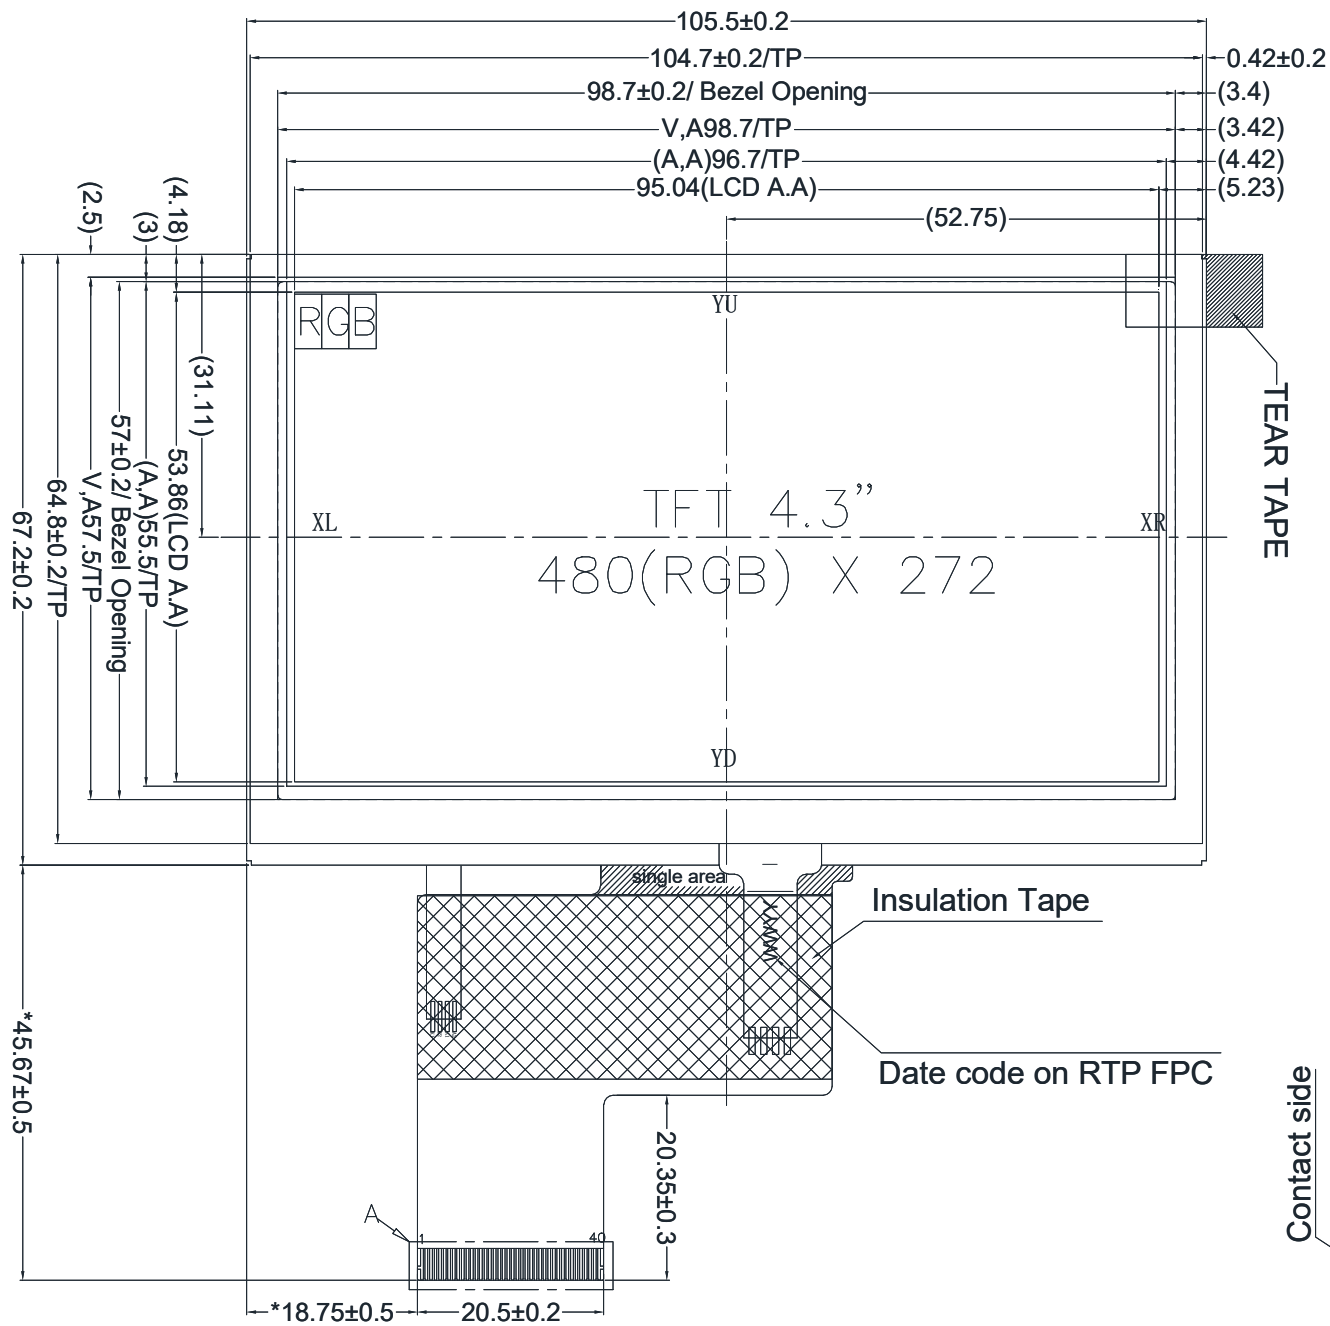 105.5±0.2
104.7±0.2/TP
0.42±0.2
98.7±0.2/ Bezel Opening
(3.4)
V,A98.7/TP
(3.42)
(A,A)96.7/TP
(4.42)
95.04(LCD A.A)
(5.23)
(52.75)
(2.5)
(3)
(4.18)
(31.11)
53.86(LCD A.A)
(A,A)55.5/TP
57±0.2/ Bezel Opening
V,A57.5/TP
64.8±0.2/TP
67.2±0.2
RGB
YU
XL
XR
TFT 4.3”
480(RGB) X 272
YD
TEAR TAPE
single area
Insulation Tape
XYWW
Date code on RTP FPC
Contact side
*45.67±0.5
20.35±0.3
A
1
40
*18.75±0.5
20.5±0.2